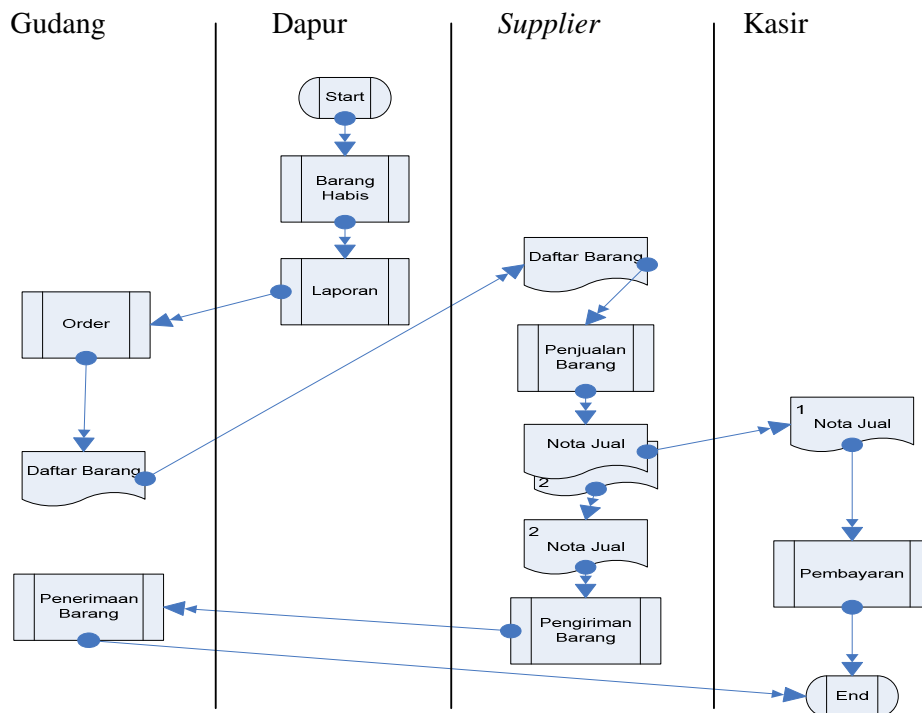 Gudang
Dapur
Supplier
Kasir
Start
Barang
Habis
Laporan
Order
Daftar Barang
Daftar Barang
Penjualan
Barang
Nota Jual
2
1
Nota Jual
2
Nota Jual
Pembayaran
Pengiriman
Barang
Penerimaan
Barang
End